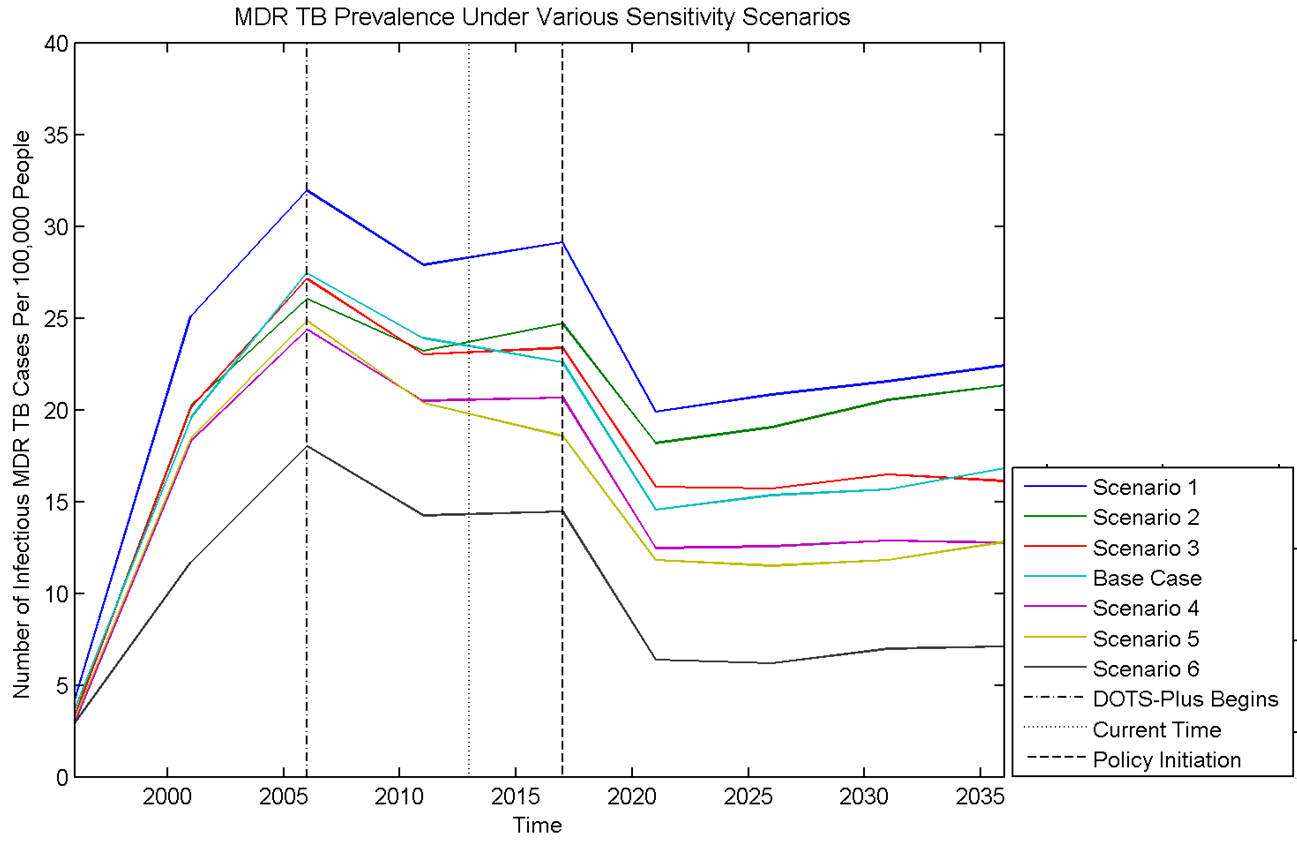 MDR TB Prevalence Under Various Sensitivity Scenarios
Number of Infectious MDR TB Cases Per 100,000 People
40
35
30
25
20
15
10
5
0
2000 2005 2010 2015 2020 2025 2030 2035
Time
Scenario 1
Scenario 2
Scenario 3
Base Case
Scenario 4
Scenario 5
Scenario 6
DOTS-Plus Begins
Current Time
Policy Initiation